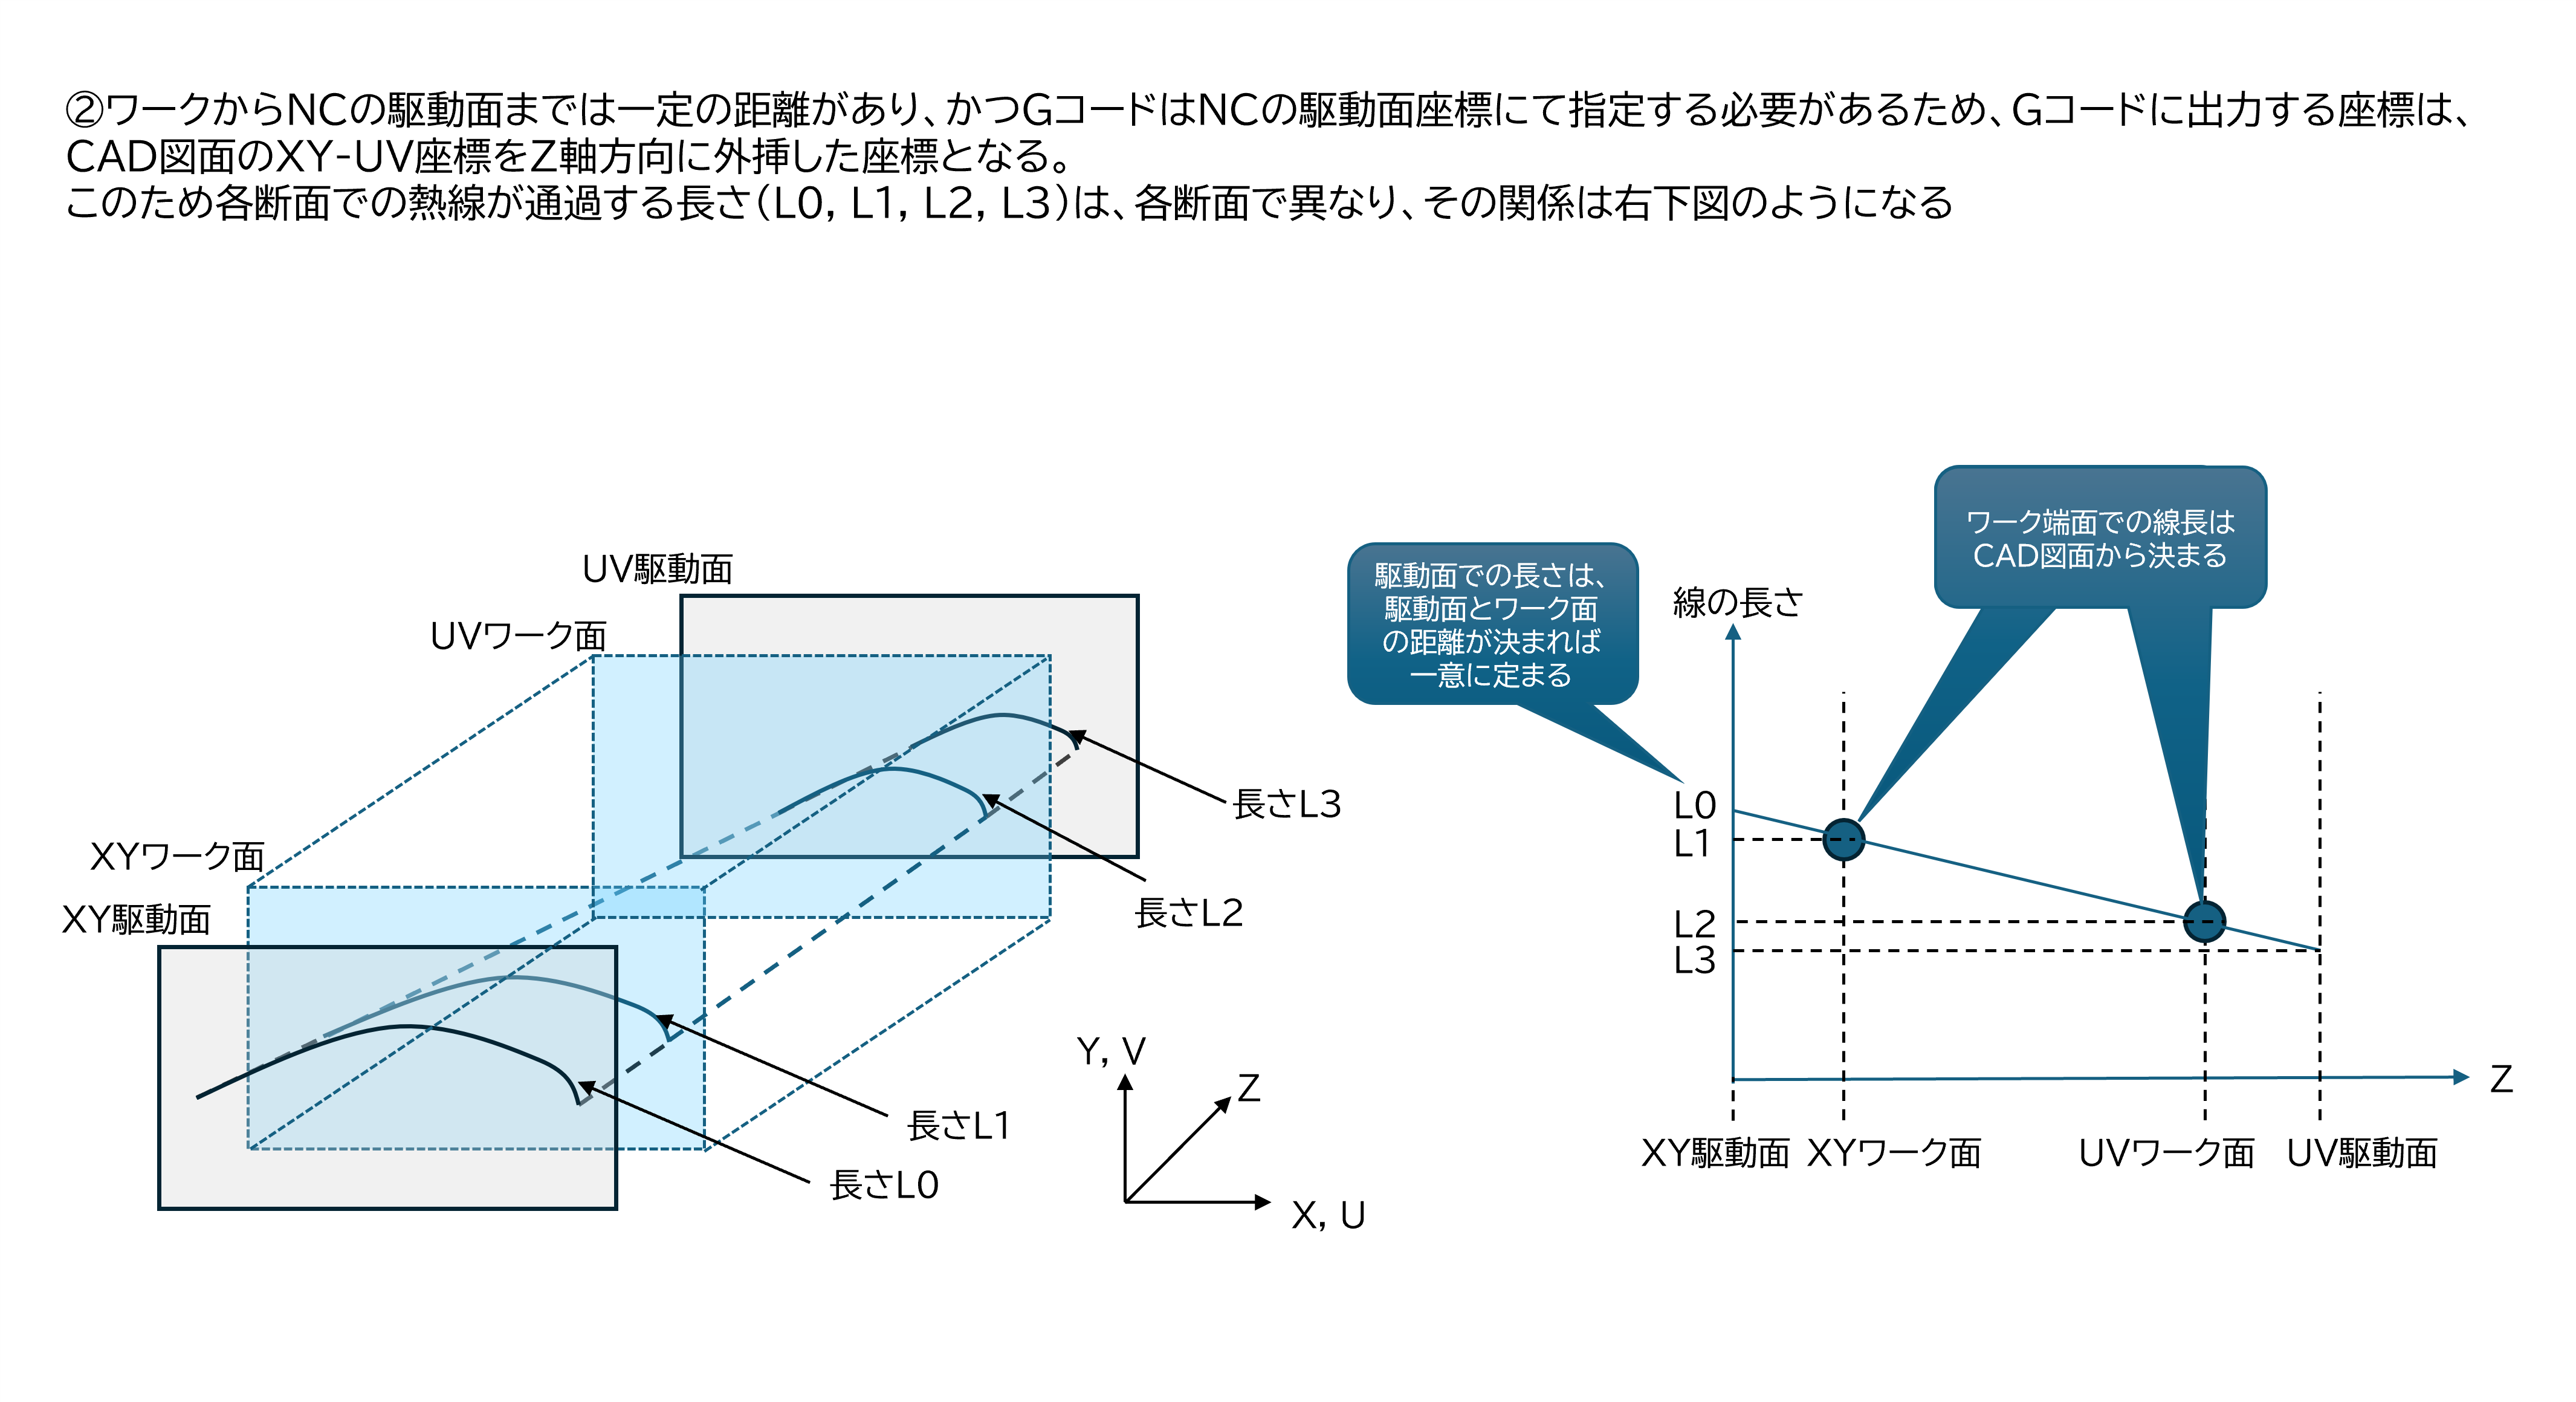 ②ワークからNCの駆動面までは一定の距離があり、かつGコードはNCの駆動面座標にて指定する必要があるため、Gコードに出力する座標は、
CAD図面のXY-UV座標をZ軸方向に外挿した座標となる。
このため各断面での熱線が通過する長さ(L0, L1, L2, L3)は、各断面で異なり、その関係は右下図のようになる
UV駆動面
UVワーク面
XYワーク面
XY駆動面
長さL3
長さL2
長さL1
長さL0
Y, V
Z
X, U
駆動面での長さは、
駆動面とワーク面
の距離が決まれば
一意に定まる
ワーク端面での線長は
CAD図面から決まる
線の長さ
L0
L1
L2
L3
Z
XY駆動面
XYワーク面
UVワーク面
UV駆動面